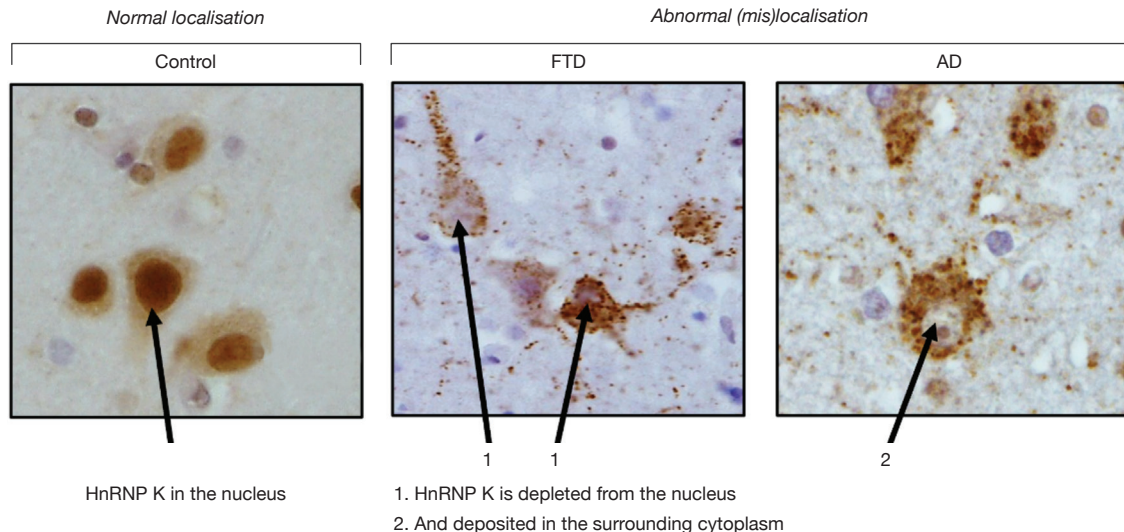 Normal localisation
Abnormal (mis)localisation
Control
FTD
AD
1
1
2
HnRNP K in the nucleus
1. HnRNP K is depleted from the nucleus
2. And deposited in the surrounding cytoplasm